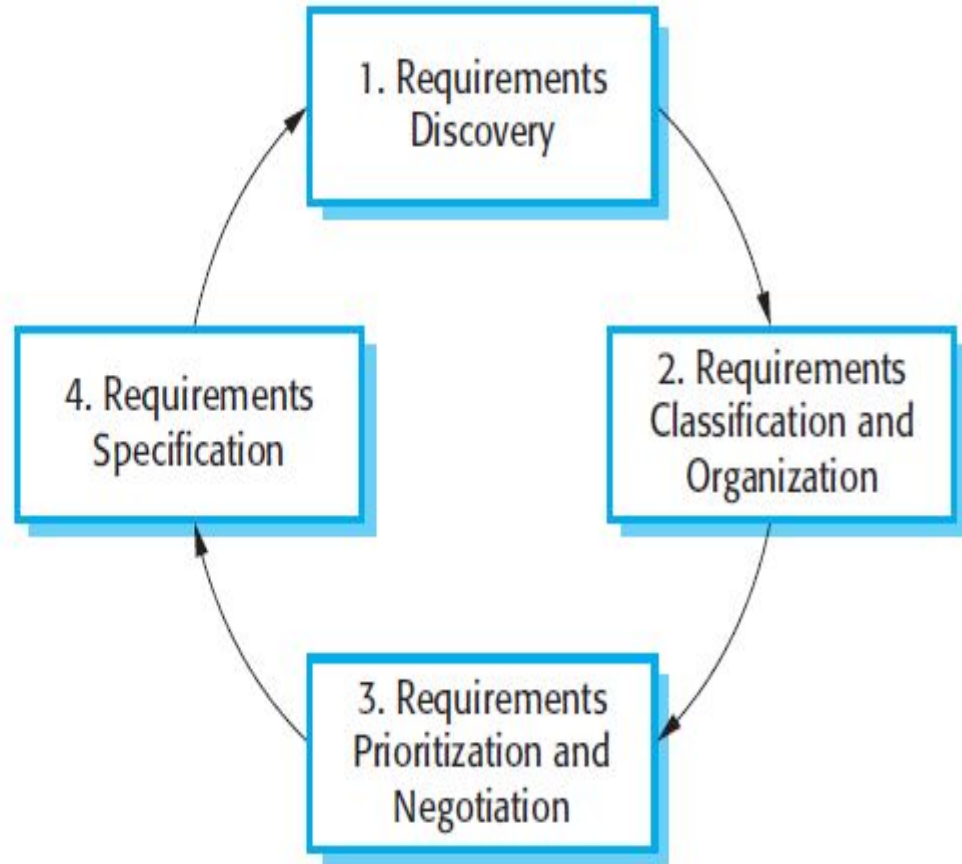 1. Requirements
Discovery
2. Requirements
Classification and
Organization
3. Requirements
Prioritization and
Negotiation
4. Requirements
Specification